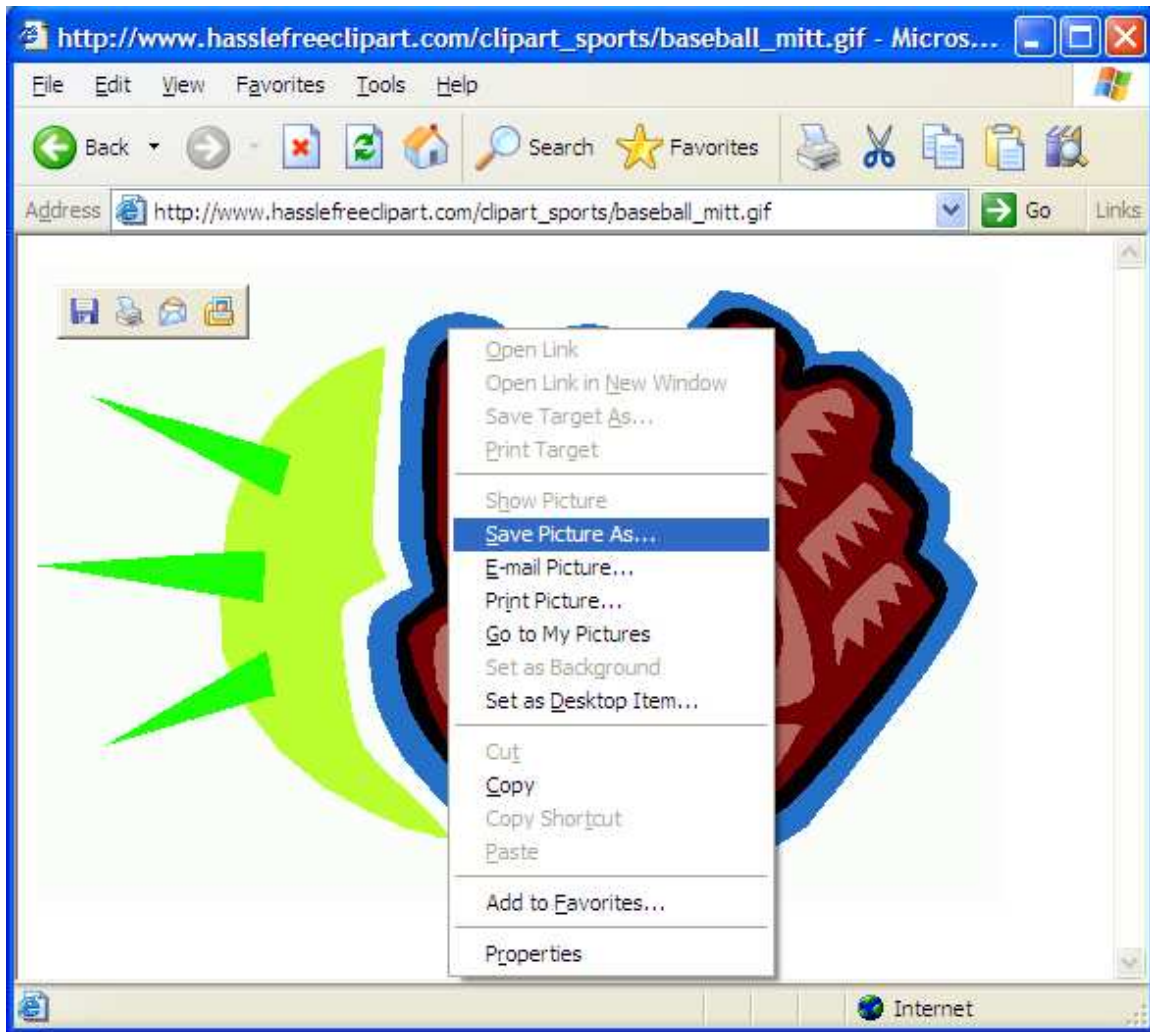 http://www.hasslefreeclipart.com/clipart_sports/baseball_mitt.gif - Micros...
File Edit View Favorites Tools Help
Back Search Favorites
Address http://www.hasslefreeclipart.com/clipart_sports/baseball_mitt.gif Go Links
Open Link
Open Link in New Window
Save Target As...
Print Target
Show Picture
Save Picture As...
E-mail Picture...
Print Picture...
Go to My Pictures
Set as Background
Set as Desktop Item...
Cut
Copy
Copy Shortcut
Paste
Add to Favorites...
Properties
Internet